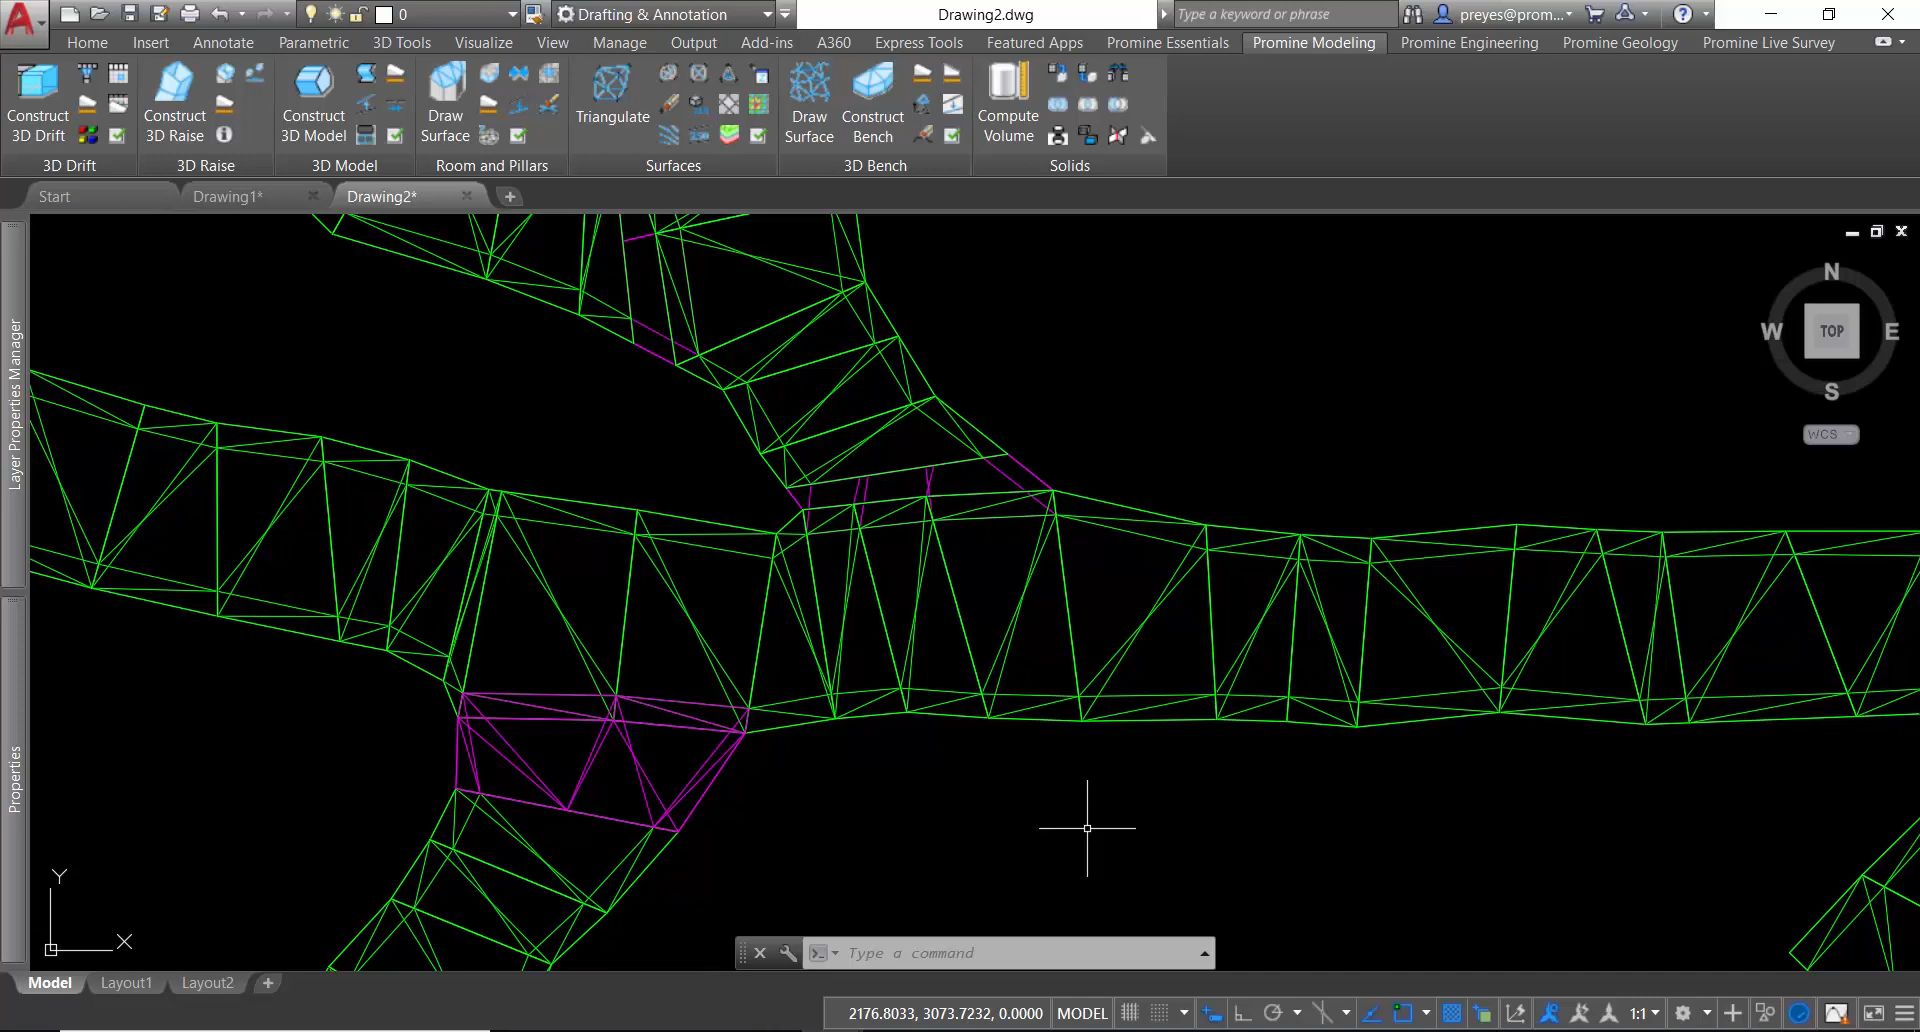 0
Drafting & Annotation
Drawing2.dwg
Type a keyword or phrase
preyes@prom...
Home Insert Annotate Parametric 3D Tools Visualize View Manage Output Add-ins A360 Express Tools Featured Apps Promine Essentials Promine Modeling Promine Engineering Promine Geology Promine Live Survey
Construct 3D Drift
Construct 3D Raise
Construct 3D Model
Draw Surface
Triangulate
Draw Surface
Construct Bench
Compute Volume
3D Drift 3D Raise 3D Model Room and Pillars Surfaces 3D Bench Solids
Start Drawing1* Drawing2*
Layer Properties Manager
Properties
N
W TOP E
S
WCS
Y
X
Type a command
Model Layout1 Layout2
2176.8033, 3073.7232, 0.0000 MODEL 1:1